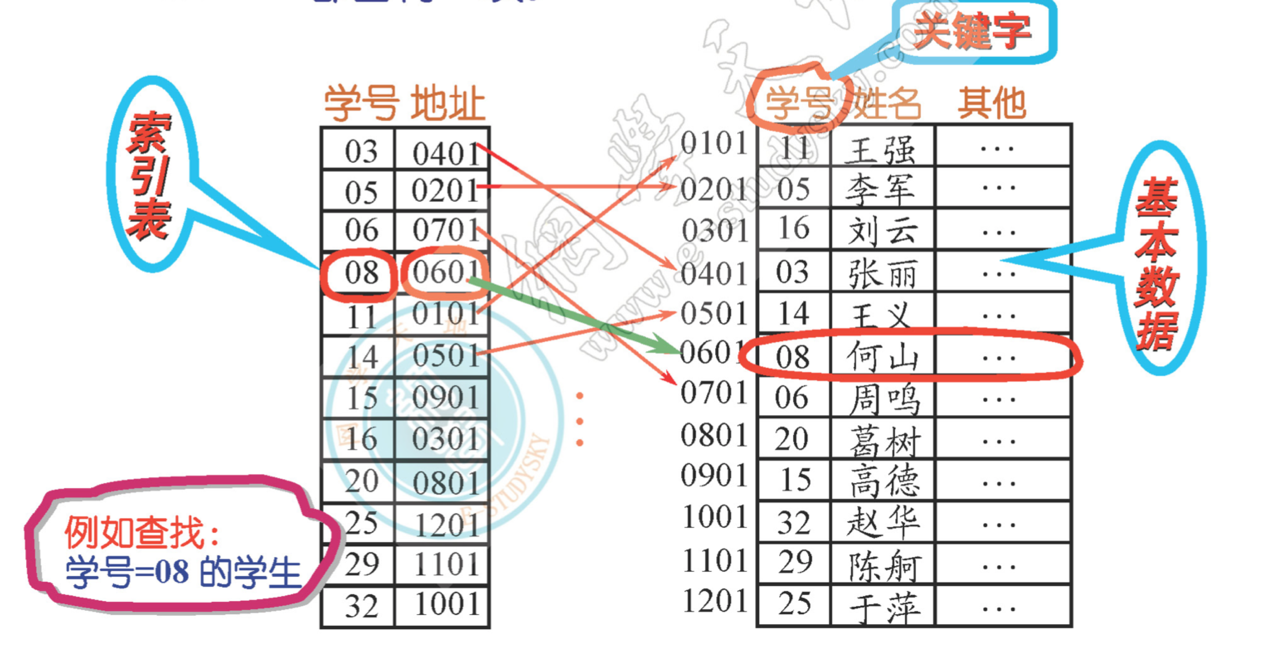 关键字
学号 地址
学号 姓名 其他
索引表
基本数据
03 0401
05 0201
06 0701
08 0601
11 0101
14 0501
15 0901
16 0301
20 0801
25 1201
29 1101
32 1001
0101 11 王强 …
0201 05 李军 …
0301 16 刘云 …
0401 03 张丽 …
0501 14 王义 …
0601 08 何山 …
0701 06 周鸣 …
0801 20 葛树 …
0901 15 高德 …
1001 32 赵华 …
1101 29 陈舸 …
1201 25 于萍 …
例如查找：
学号=08 的学生
www.e-studysky.com
E-STUDYSKY